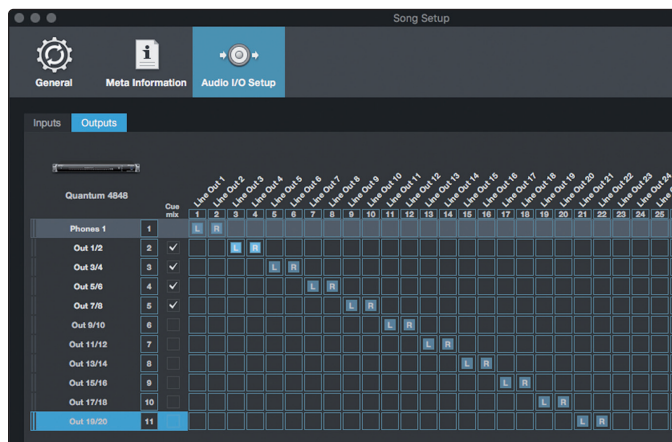 Song Setup
General
Meta Information
Audio I/O Setup
Inputs
Outputs
Quantum 4848
Cue mix
Line Out 1
Line Out 2
Line Out 3
Line Out 4
Line Out 5
Line Out 6
Line Out 7
Line Out 8
Line Out 9
Line Out 10
Line Out 11
Line Out 12
Line Out 13
Line Out 14
Line Out 15
Line Out 16
Line Out 17
Line Out 18
Line Out 19
Line Out 20
Line Out 21
Line Out 22
Line Out 23
Line Out 24
1 2 3 4 5 6 7 8 9 10 11 12 13 14 15 16 17 18 19 20 21 22 23 24 25
Phones 1 1 L R
Out 1/2 2 L R
Out 3/4 3 L R
Out 5/6 4 L R
Out 7/8 5 L R
Out 9/10 6 L R
Out 11/12 7 L R
Out 13/14 8 L R
Out 15/16 9 L R
Out 17/18 10 L R
Out 19/20 11 L R